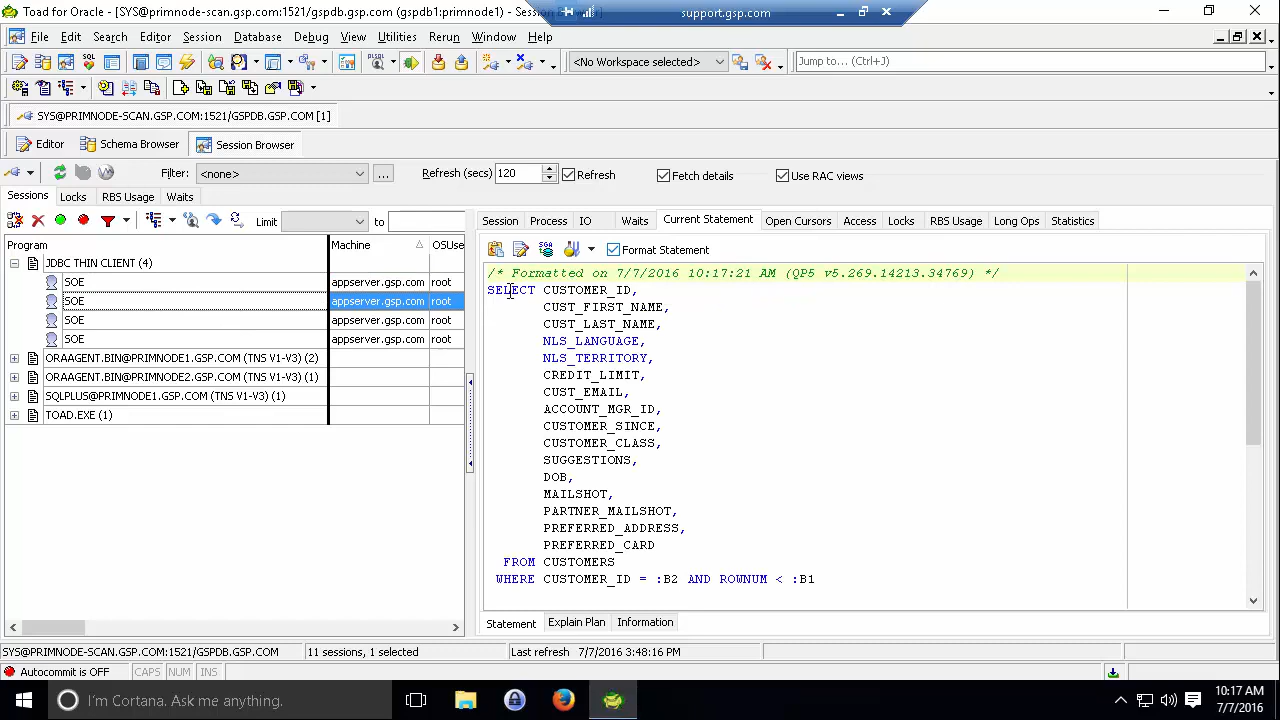 Toad for Oracle - [SYS@primnode-scan.gsp.com:1521/gspdb.gsp.com (gspdb1:primnode1) - Session
support.gsp.com
File Edit Search Editor Session Database Debug View Utilities Rerun Window Help
SQL PLSQL <No Workspace selected> Jump to... (Ctrl+J)
SYS@PRIMNODE-SCAN.GSP.COM:1521/GSPDB.GSP.COM [1]
Editor Schema Browser Session Browser
Filter: <none> ... Refresh (secs) 120 Refresh Fetch details Use RAC views
Sessions Locks RBS Usage Waits
Limit to
Session Process IO Waits Current Statement Open Cursors Access Locks RBS Usage Long Ops Statistics
Program Machine OSUse
SQL Format Statement
JDBC THIN CLIENT (4)
SOE appserver.gsp.com root
SOE appserver.gsp.com root
SOE appserver.gsp.com root
SOE appserver.gsp.com root
ORAAGENT.BIN@PRIMNODE1.GSP.COM (TNS V1-V3) (2)
ORAAGENT.BIN@PRIMNODE2.GSP.COM (TNS V1-V3) (1)
SQLPLUS@PRIMNODE1.GSP.COM (TNS V1-V3) (1)
TOAD.EXE (1)
/* Formatted on 7/7/2016 10:17:21 AM (QP5 v5.269.14213.34769) */
SELECT CUSTOMER_ID,
CUST_FIRST_NAME,
CUST_LAST_NAME,
NLS_LANGUAGE,
NLS_TERRITORY,
CREDIT_LIMIT,
CUST_EMAIL,
ACCOUNT_MGR_ID,
CUSTOMER_SINCE,
CUSTOMER_CLASS,
SUGGESTIONS,
DOB,
MAILSHOT,
PARTNER_MAILSHOT,
PREFERRED_ADDRESS,
PREFERRED_CARD
FROM CUSTOMERS
WHERE CUSTOMER_ID = :B2 AND ROWNUM < :B1
Statement Explain Plan Information
SYS@PRIMNODE-SCAN.GSP.COM:1521/GSPDB.GSP.COM 11 sessions, 1 selected Last refresh 7/7/2016 3:48:16 PM
Autocommit is OFF CAPS NUM INS
I'm Cortana. Ask me anything.
10:17 AM
7/7/2016